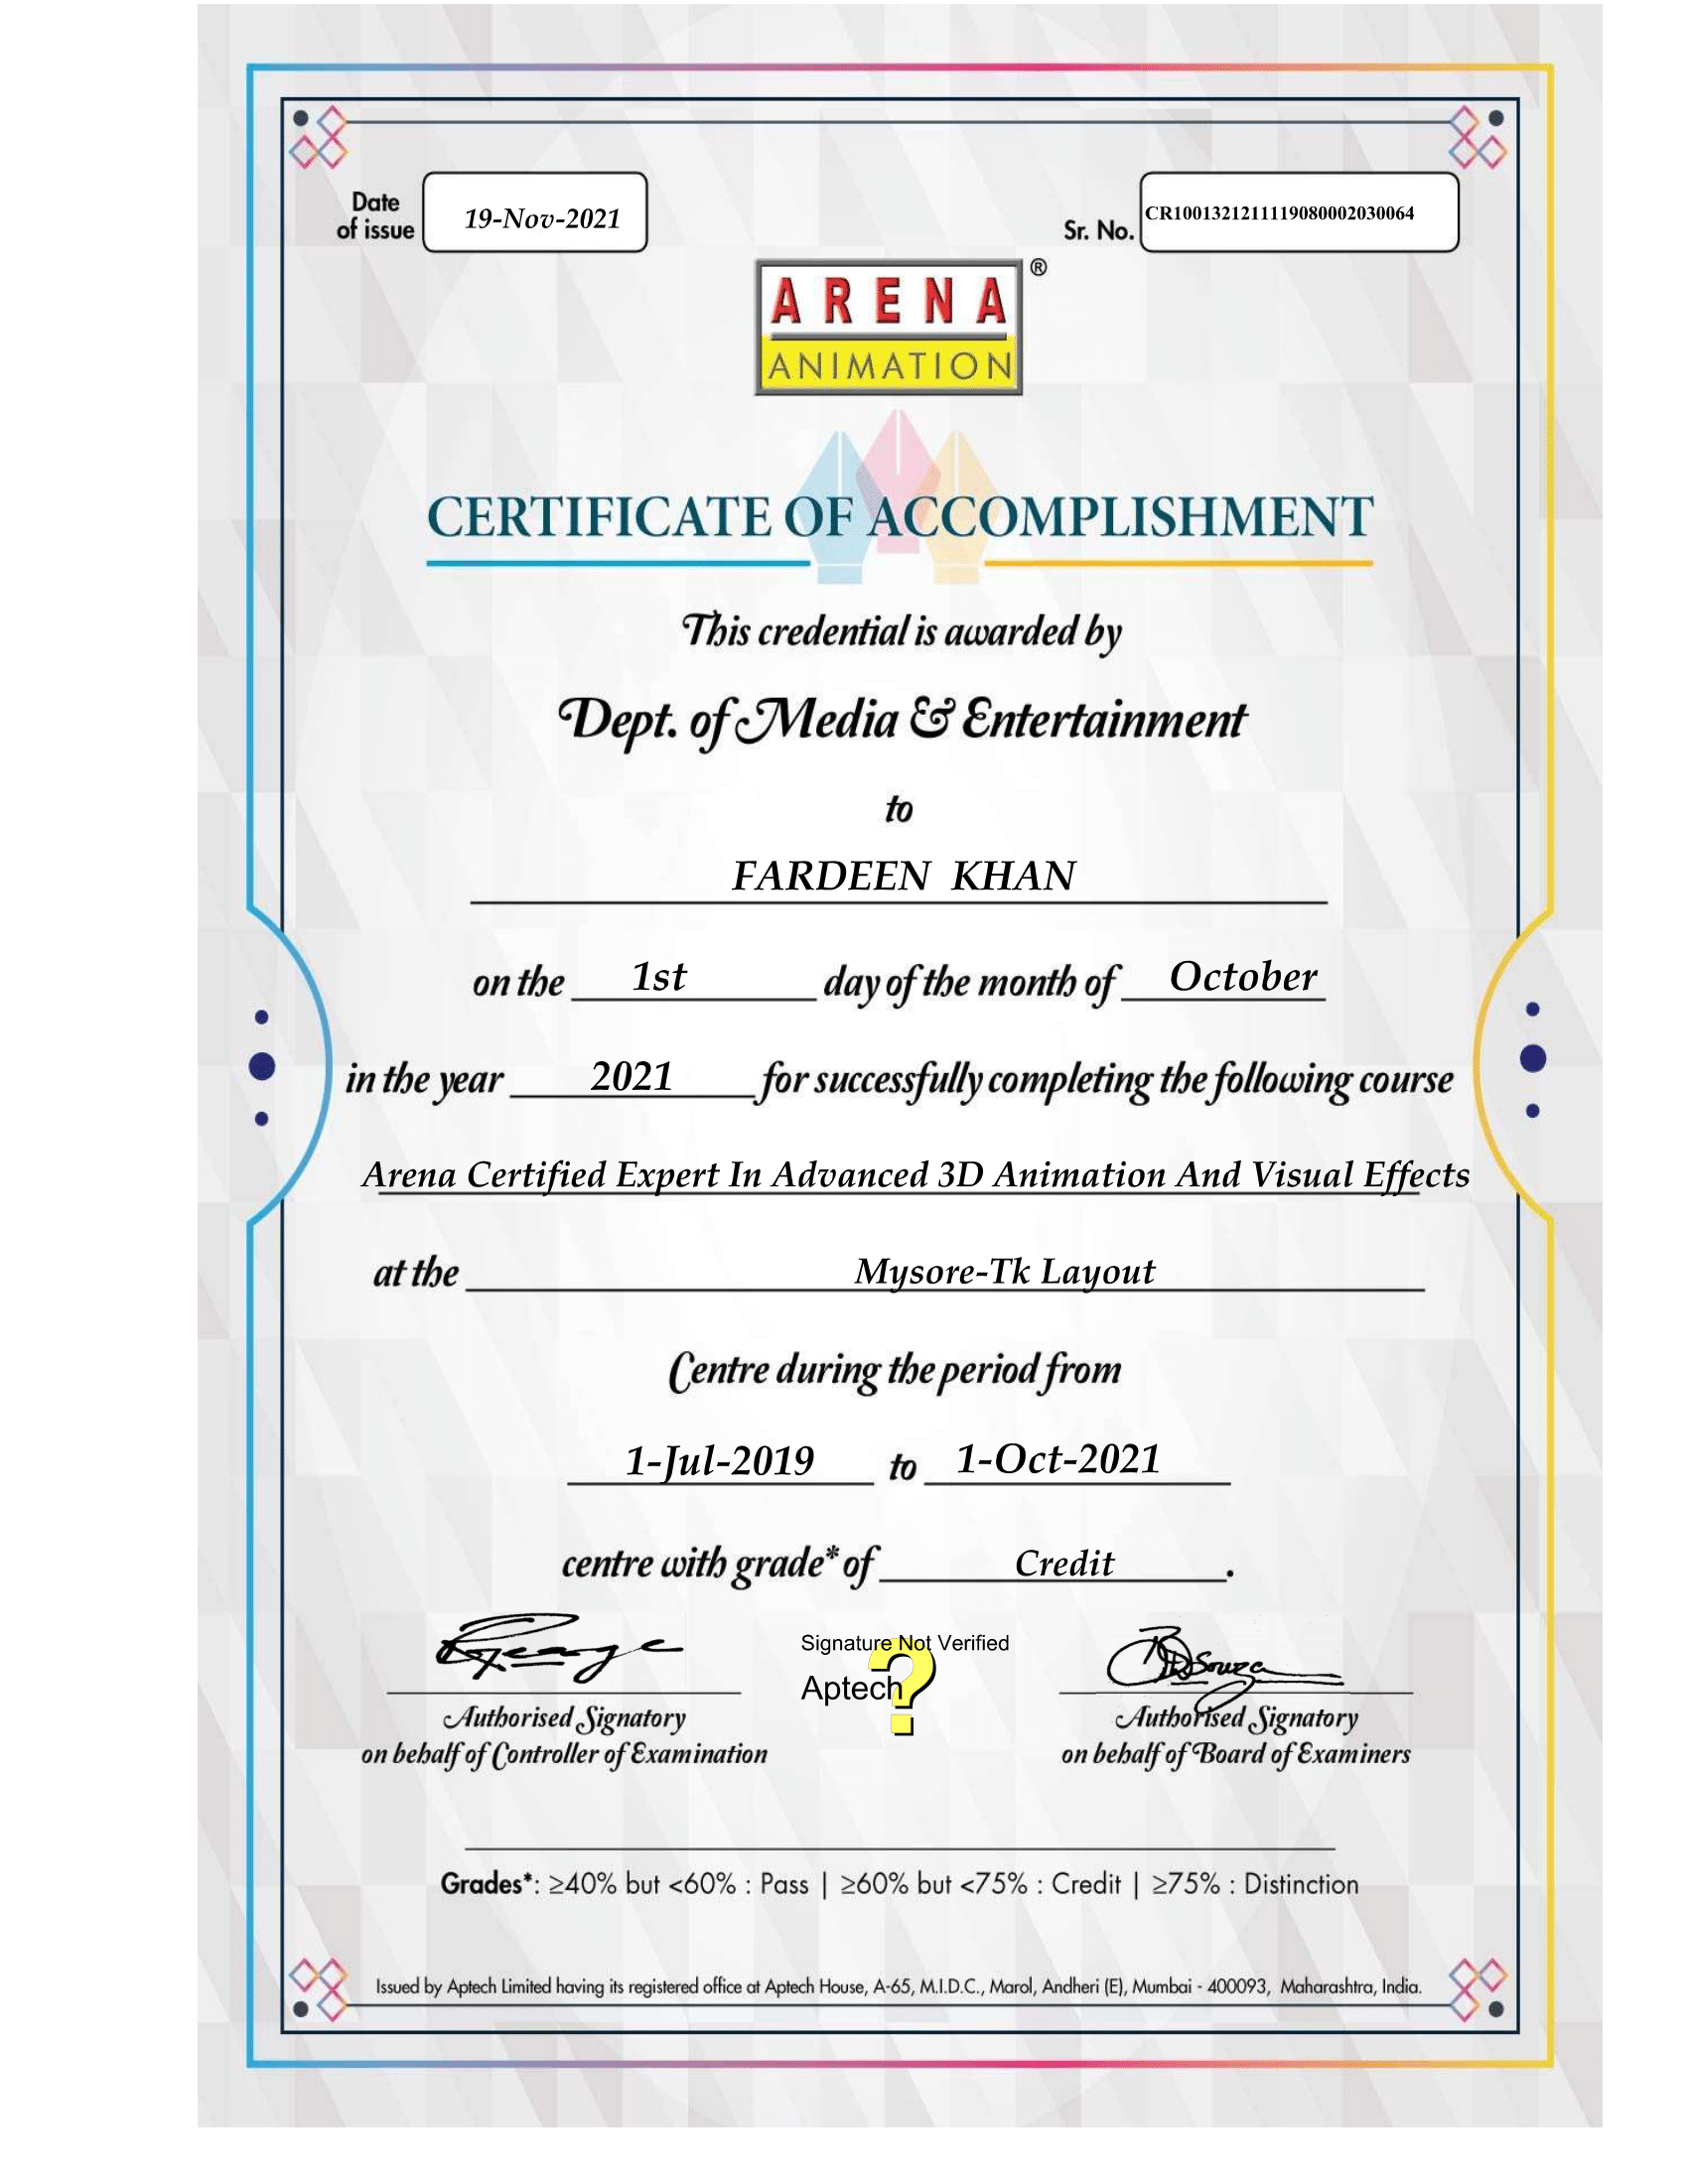 Date
of issue
19-Nov-2021
Sr. No.
CR1001321211119080002030064
ARENA ®
ANIMATION
CERTIFICATE OF ACCOMPLISHMENT
This credential is awarded by
Dept. of Media & Entertainment
to
FARDEEN KHAN
on the 1st day of the month of October
in the year 2021 for successfully completing the following course
Arena Certified Expert In Advanced 3D Animation And Visual Effects
at the Mysore-Tk Layout
Centre during the period from
1-Jul-2019 to 1-Oct-2021
centre with grade* of Credit .
George
Signature Not Verified
Aptech ?
BDSouza
Authorised Signatory
on behalf of Controller of Examination
Authorised Signatory
on behalf of Board of Examiners
Grades*: ≥40% but <60% : Pass | ≥60% but <75% : Credit | ≥75% : Distinction
Issued by Aptech Limited having its registered office at Aptech House, A-65, M.I.D.C., Marol, Andheri (E), Mumbai - 400093, Maharashtra, India.